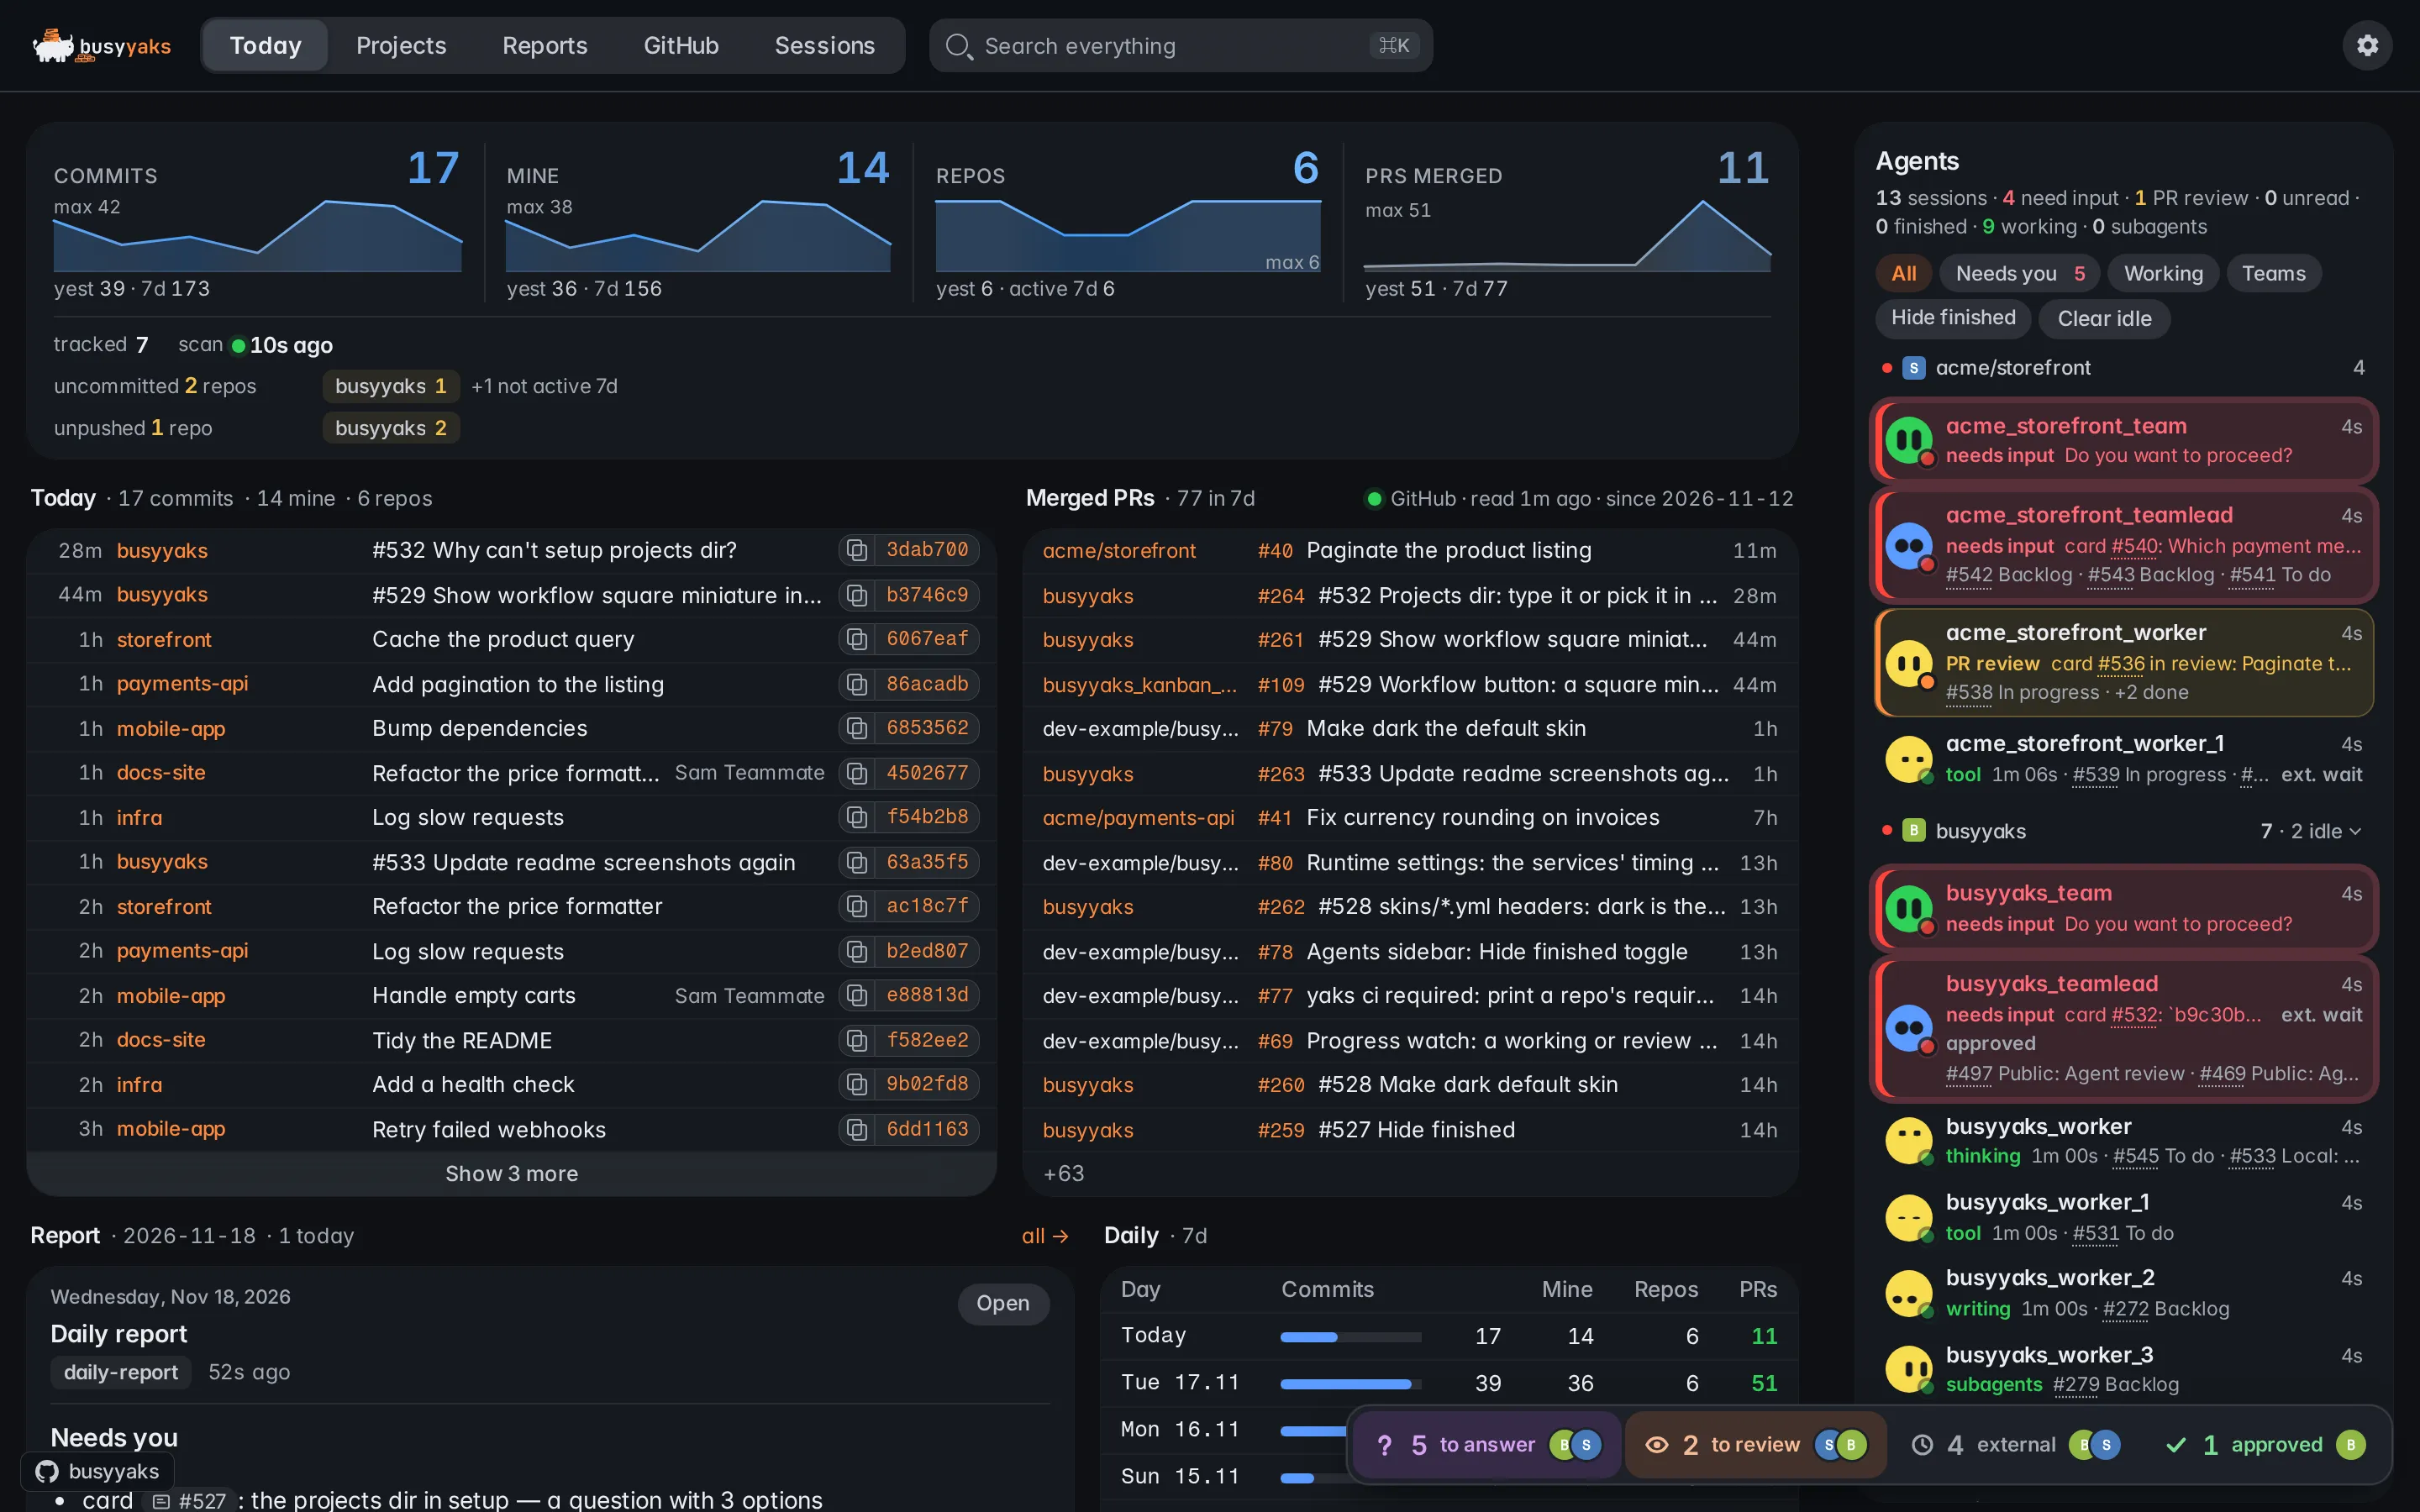 busyyaks
Today Projects Reports GitHub Sessions
Search everything ⌘K
COMMITS 17
max 42
yest 39 · 7d 173
MINE 14
max 38
yest 36 · 7d 156
REPOS 6
max 6
yest 6 · active 7d 6
PRS MERGED 11
max 51
yest 51 · 7d 77
tracked 7 scan 10s ago
uncommitted 2 repos busyyaks 1 +1 not active 7d
unpushed 1 repo busyyaks 2
Today · 17 commits · 14 mine · 6 repos
28m busyyaks #532 Why can't setup projects dir? 3dab700
44m busyyaks #529 Show workflow square miniature in... b3746c9
1h storefront Cache the product query 6067eaf
1h payments-api Add pagination to the listing 86acadb
1h mobile-app Bump dependencies 6853562
1h docs-site Refactor the price formatt... Sam Teammate 4502677
1h infra Log slow requests f54b2b8
1h busyyaks #533 Update readme screenshots again 63a35f5
2h storefront Refactor the price formatter ac18c7f
2h payments-api Log slow requests b2ed807
2h mobile-app Handle empty carts Sam Teammate e88813d
2h docs-site Tidy the README f582ee2
2h infra Add a health check 9b02fd8
3h mobile-app Retry failed webhooks 6dd1163
Show 3 more
Merged PRs · 77 in 7d GitHub · read 1m ago · since 2026-11-12
acme/storefront #40 Paginate the product listing 11m
busyyaks #264 #532 Projects dir: type it or pick it in ... 28m
busyyaks #261 #529 Show workflow square miniat... 44m
busyyaks_kanban_... #109 #529 Workflow button: a square min... 44m
dev-example/busy... #79 Make dark the default skin 1h
busyyaks #263 #533 Update readme screenshots ag... 1h
acme/payments-api #41 Fix currency rounding on invoices 7h
dev-example/busy... #80 Runtime settings: the services' timing ... 13h
busyyaks #262 #528 skins/*.yml headers: dark is the... 13h
dev-example/busy... #78 Agents sidebar: Hide finished toggle 13h
dev-example/busy... #77 yaks ci required: print a repo's requir... 14h
dev-example/busy... #69 Progress watch: a working or review ... 14h
busyyaks #260 #528 Make dark default skin 14h
busyyaks #259 #527 Hide finished 14h
+63
Report · 2026-11-18 · 1 today all →
Wednesday, Nov 18, 2026 Open
Daily report
daily-report 52s ago
Needs you
• card #527 : the projects dir in setup — a question with 3 options
busyyaks
Daily · 7d
Day Commits Mine Repos PRs
Today 17 14 6 11
Tue 17.11 39 36 6 51
Mon 16.11
Sun 15.11
Agents
13 sessions · 4 need input · 1 PR review · 0 unread ·
0 finished · 9 working · 0 subagents
All Needs you 5 Working Teams
Hide finished Clear idle
S acme/storefront 4
acme_storefront_team 4s
needs input Do you want to proceed?
acme_storefront_teamlead 4s
needs input card #540: Which payment me...
#542 Backlog · #543 Backlog · #541 To do
acme_storefront_worker 4s
PR review card #536 in review: Paginate t...
#538 In progress · +2 done
acme_storefront_worker_1 4s
tool 1m 06s · #539 In progress · #... ext. wait
B busyyaks 7 · 2 idle
busyyaks_team 4s
needs input Do you want to proceed?
busyyaks_teamlead 4s
needs input card #532: `b9c30b... ext. wait
approved
#497 Public: Agent review · #469 Public: Ag...
busyyaks_worker 4s
thinking 1m 00s · #545 To do · #533 Local: ...
busyyaks_worker_1 4s
tool 1m 00s · #531 To do
busyyaks_worker_2 4s
writing 1m 00s · #272 Backlog
busyyaks_worker_3 4s
subagents #279 Backlog
? 5 to answer B S 2 to review S B 4 external B S 1 approved B